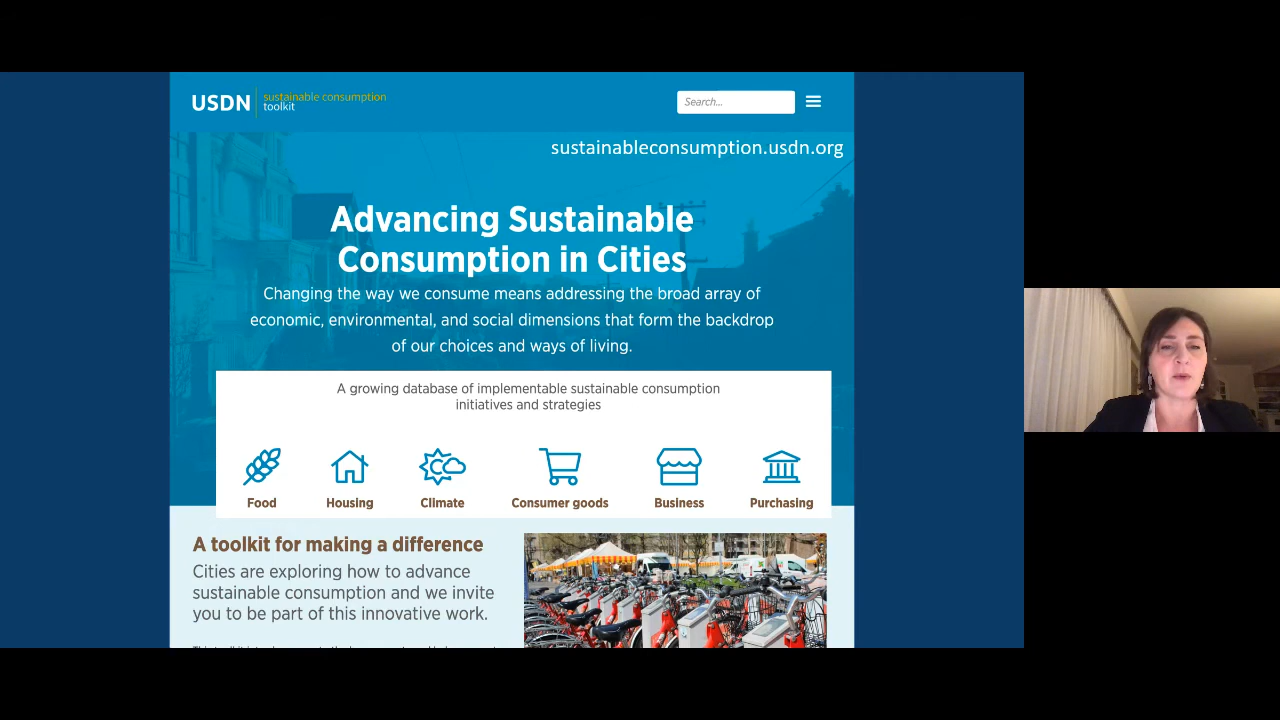 USDN
sustainable consumption
toolkit
Search...
sustainableconsumption.usdn.org
Advancing Sustainable
Consumption in Cities
Changing the way we consume means addressing the broad array of
economic, environmental, and social dimensions that form the backdrop
of our choices and ways of living.
A growing database of implementable sustainable consumption
initiatives and strategies
Food
Housing
Climate
Consumer goods
Business
Purchasing
A toolkit for making a difference
Cities are exploring how to advance
sustainable consumption and we invite
you to be part of this innovative work.